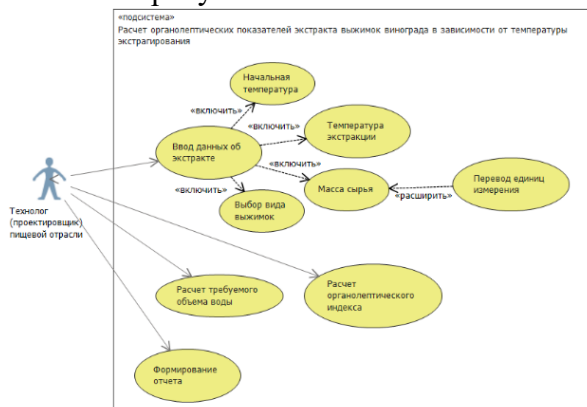 «подсистема»
Расчет органолептических показателей экстракта выжимок винограда в зависимости от температуры
экстрагирования
Начальная
температура
«включить»
«включить»
Температура
экстракции
Ввод данных об
экстракте
«включить»
«включить»
Масса сырья
Перевод единиц
измерения
«расширить»
Выбор вида
выжимок
Технолог
(проектировщик)
пищевой отрасли
Расчет требуемого
объема воды
Расчет
органолептического
индекса
Формирование
отчета